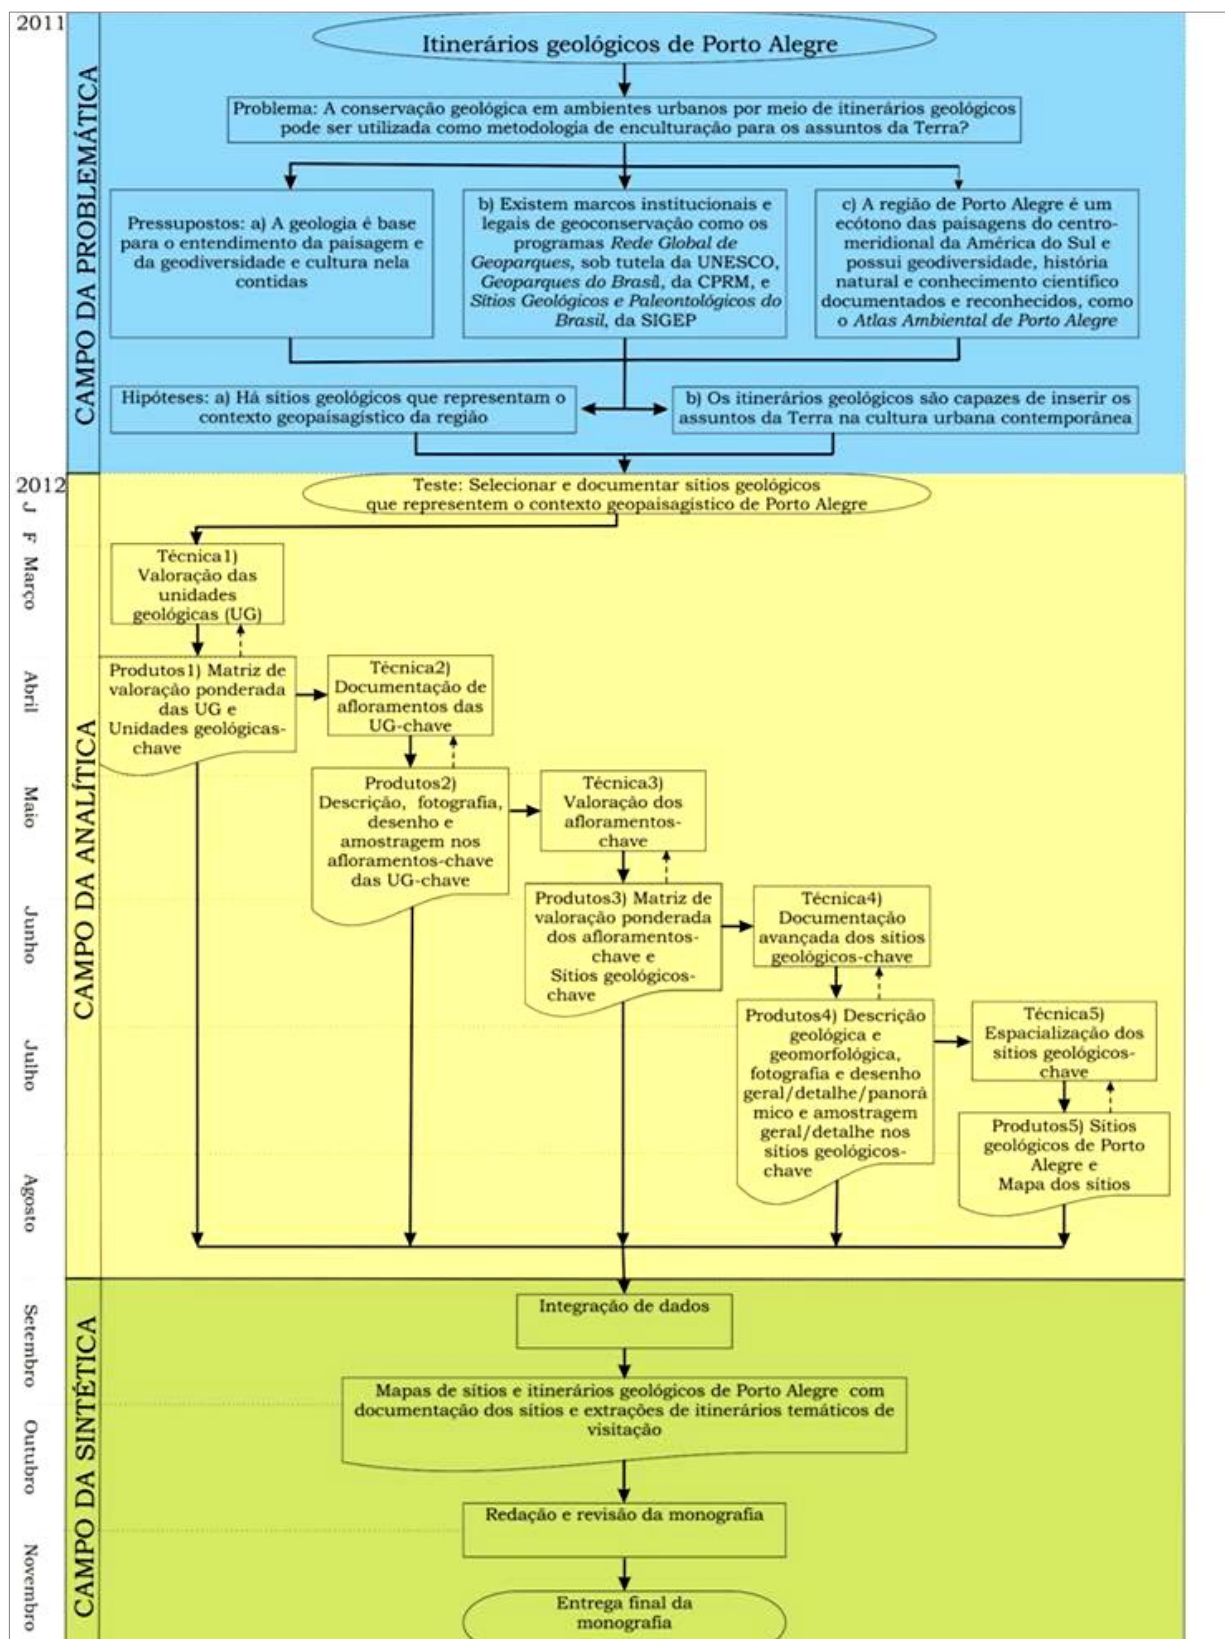 2011
CAMPO DA PROBLEMÁTICA
Itinerários geológicos de Porto Alegre
Problema: A conservação geológica em ambientes urbanos por meio de itinerários geológicos
pode ser utilizada como metodologia de enculturação para os assuntos da Terra?
Pressupostos: a) A geologia é base
para o entendimento da paisagem e
da geodiversidade e cultura nela
contidas
b) Existem marcos institucionais e
legais de geoconservação como os
programas Rede Global de
Geoparques, sob tutela da UNESCO,
Geoparques do Brasil, da CPRM, e
Sítios Geológicos e Paleontológicos do
Brasil, da SIGEP
c) A região de Porto Alegre é um
ecótono das paisagens do centro-
meridional da América do Sul e
possui geodiversidade, história
natural e conhecimento científico
documentados e reconhecidos, como
o Atlas Ambiental de Porto Alegre
Hipóteses: a) Há sítios geológicos que representam o
contexto geopaisagístico da região
b) Os itinerários geológicos são capazes de inserir os
assuntos da Terra na cultura urbana contemporânea
2012
J
F
Março
Abril
Maio
Junho
Julho
Agosto
CAMPO DA ANALÍTICA
Teste: Selecionar e documentar sítios geológicos
que representem o contexto geopaisagístico de Porto Alegre
Técnica1)
Valoração das
unidades
geológicas (UG)
Produtos1) Matriz de
valoração ponderada
das UG e
Unidades geológicas-
chave
Técnica2)
Documentação de
afloramentos das
UG-chave
Produtos2)
Descrição, fotografia,
desenho e
amostragem nos
afloramentos-chave
das UG-chave
Técnica3)
Valoração dos
afloramentos-
chave
Produtos3) Matriz de
valoração ponderada
dos afloramentos-
chave e
Sítios geológicos-
chave
Técnica4)
Documentação
avançada dos sítios
geológicos-chave
Produtos4) Descrição
geológica e
geomorfológica,
fotografia e desenho
geral/detalhe/panorâ
mico e amostragem
geral/detalhe nos
sítios geológicos-
chave
Técnica5)
Espacialização dos
sítios geológicos-
chave
Produtos5) Sítios
geológicos de Porto
Alegre e
Mapa dos sítios
Setembro
Outubro
Novembro
CAMPO DA SINTÉTICA
Integração de dados
Mapas de sítios e itinerários geológicos de Porto Alegre com
documentação dos sítios e extrações de itinerários temáticos de
visitação
Redação e revisão da monografia
Entrega final da
monografia